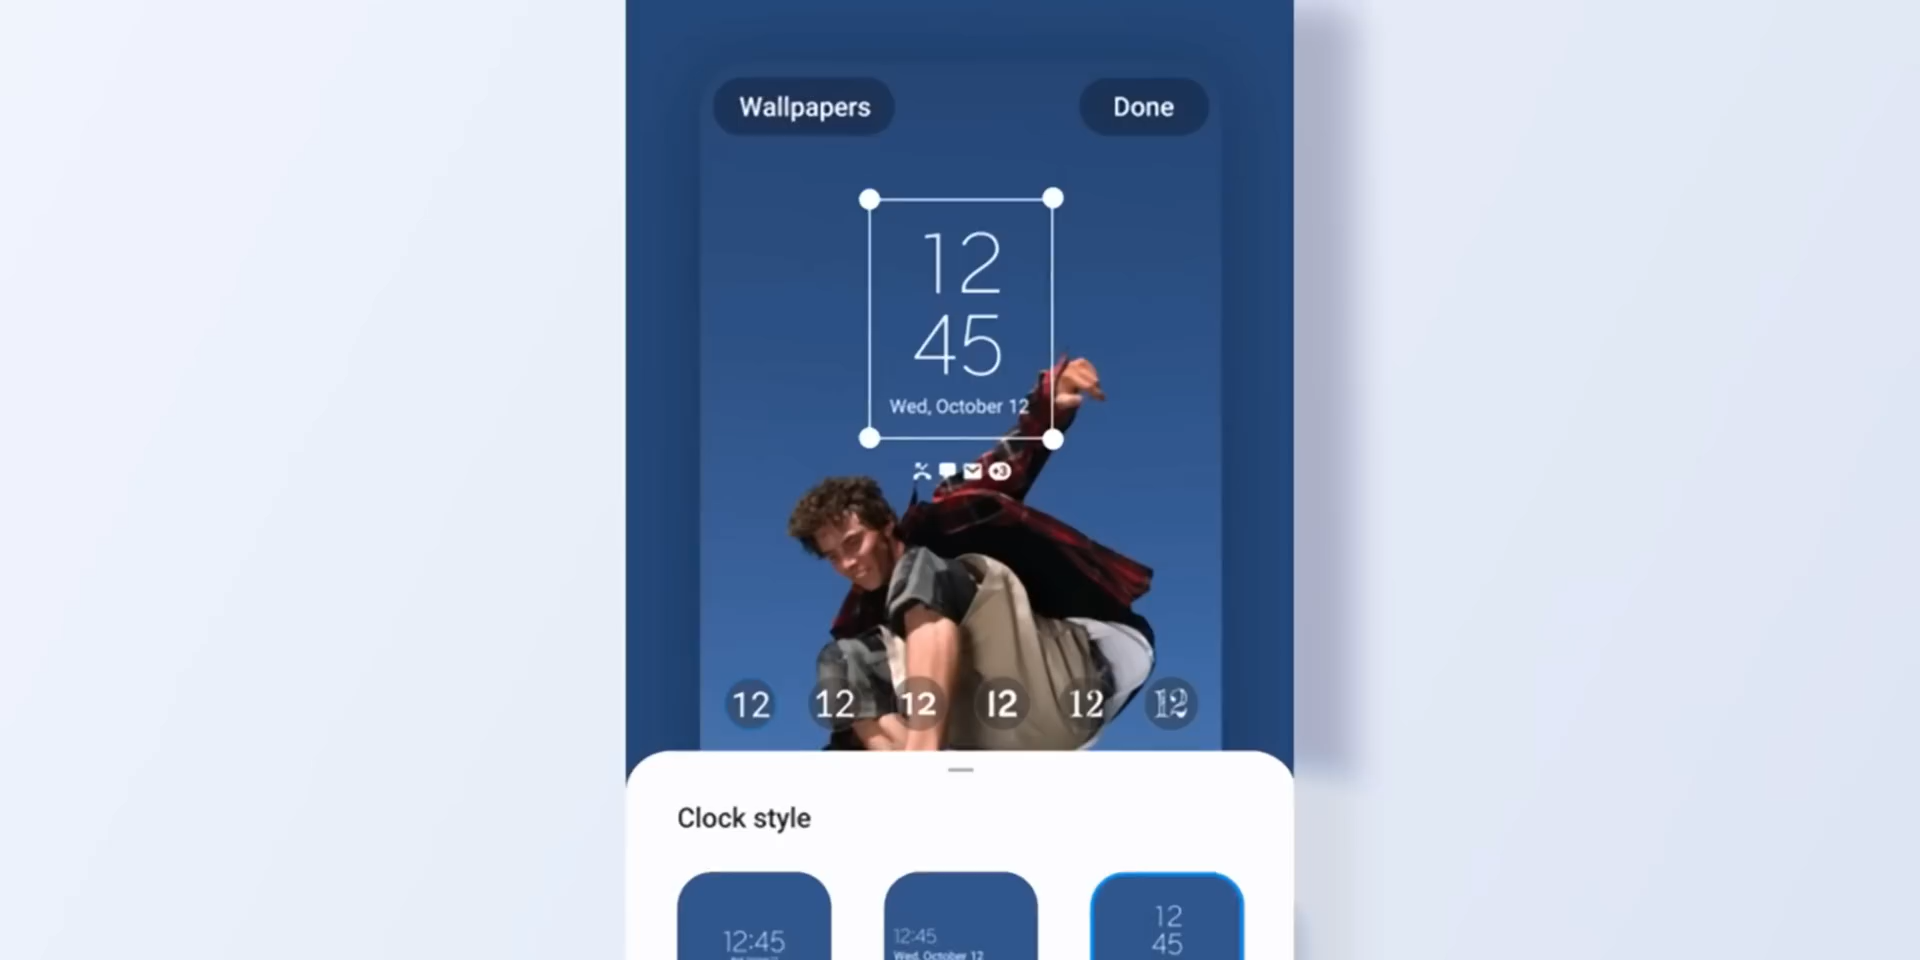 Wallpapers
Done
12
45
Wed, October 12
+3
12 12 12 12 12 12
Clock style
12:45
12:45
Wed, October 12
12
45